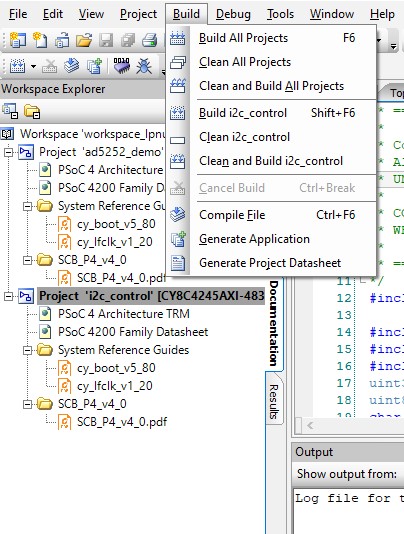 File Edit View Project Build Debug Tools Window Help
Build All Projects F6
Clean All Projects
Clean and Build All Projects
Build i2c_control Shift+F6
Clean i2c_control
Clean and Build i2c_control
Cancel Build Ctrl+Break
Compile File Ctrl+F6
Generate Application
Generate Project Datasheet
Workspace Explorer
Workspace 'workspace_lpnu
Project 'ad5252_demo'
PSoC 4 Architecture
PSoC 4200 Family Da
System Reference Gu
cy_boot_v5_80
cy_lfclk_v1_20
SCB_P4_v4_0
SCB_P4_v4_0.pdf
Project 'i2c_control' [CY8C4245AXI-483
PSoC 4 Architecture TRM
PSoC 4200 Family Datasheet
System Reference Guides
cy_boot_v5_80
cy_lfclk_v1_20
SCB_P4_v4_0
SCB_P4_v4_0.pdf
Documentation
Results
Top
* ==
* Co
* Al
* UN
* CO
* WH
* ==
11 */
12 #incl
13
14 #incl
15 #incl
16 #incl
17 uint3
18 uint8
19 char
Output
Show output from:
Log file for t